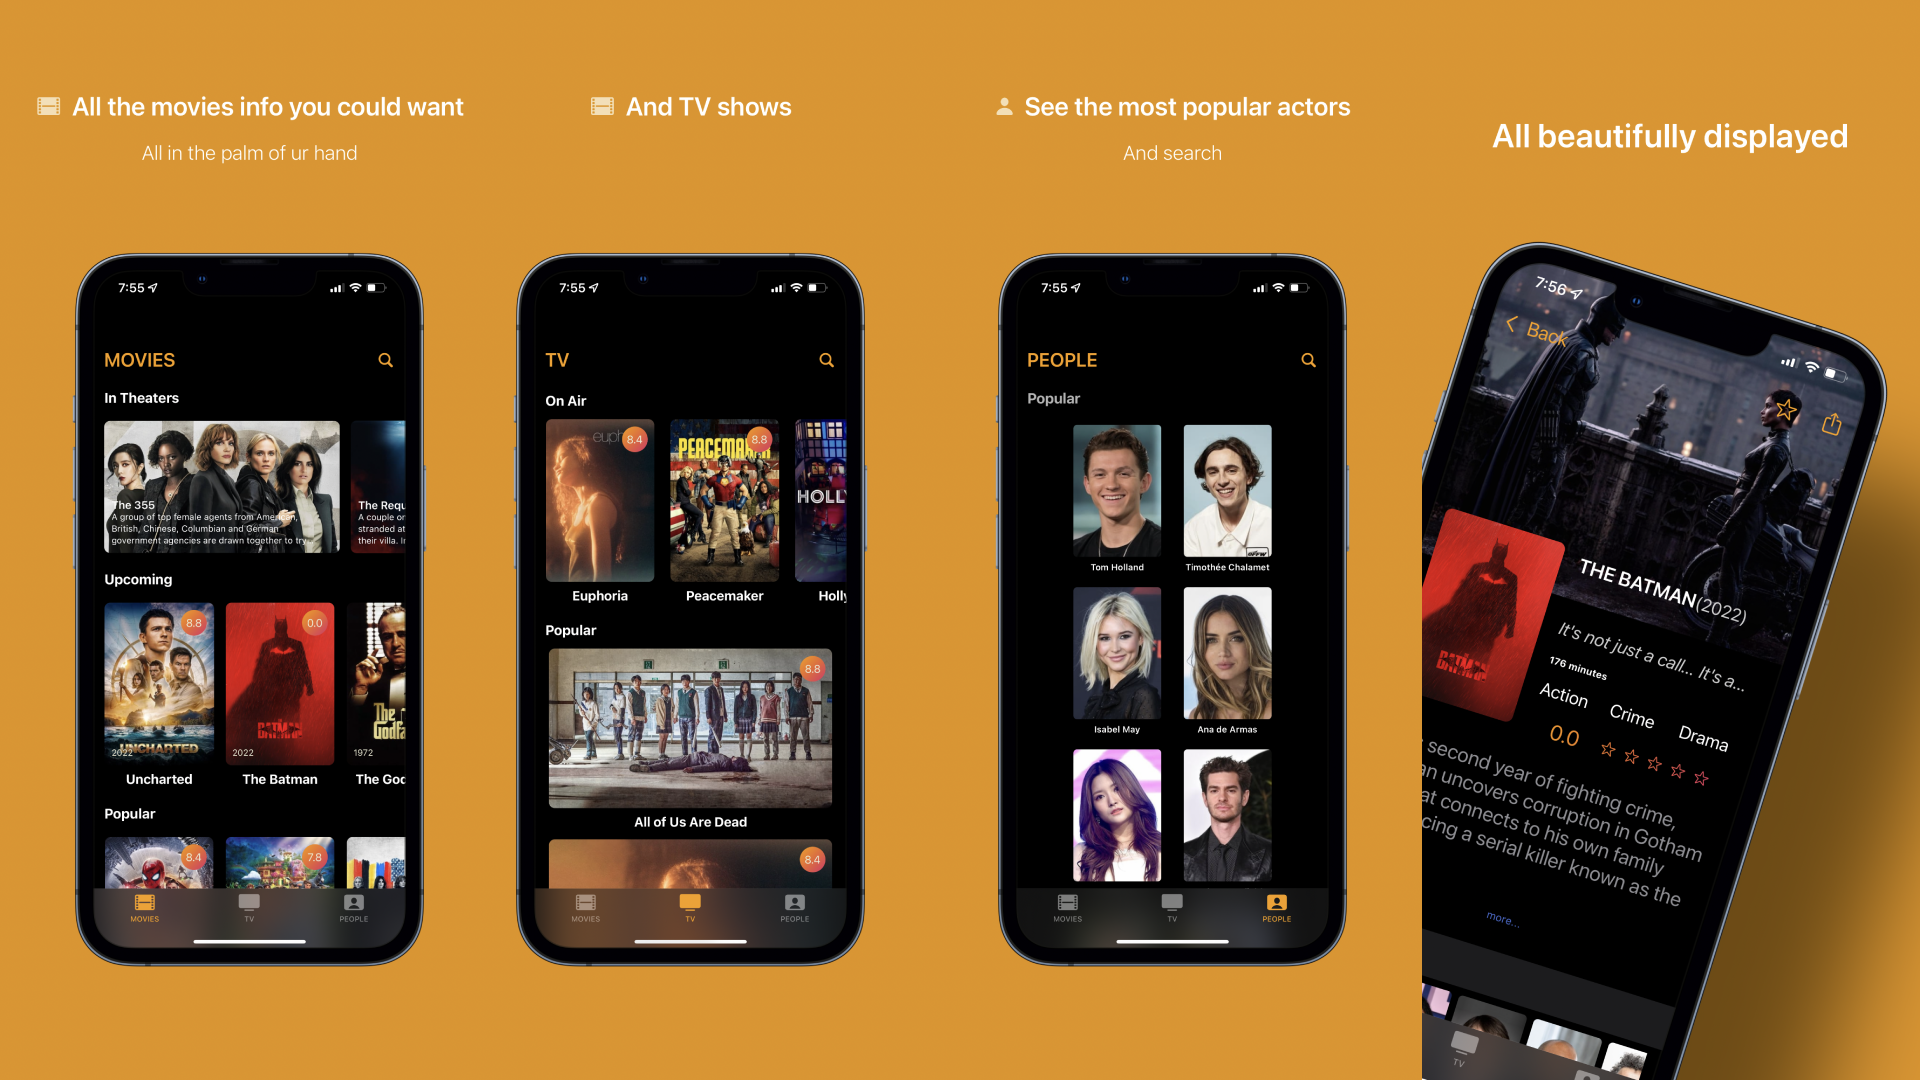 All the movies info you could want
All in the palm of ur hand
7:55
MOVIES
In Theaters
The 355
A group of top female agents from American,
British, Chinese, Columbian and German
government agencies are drawn together to try...
The Requ
A couple or
stranded at
their villa. I
Upcoming
8.8
2022
UNCHARTED
Uncharted
0.0
THE BATMAN
2022
The Batman
The
Godfa
1972
The God
Popular
8.4
7.8
MOVIES
TV
PEOPLE
And TV shows
7:55
TV
On Air
euph
8.4
Euphoria
PEACEMA
8.8
Peacemaker
HOLLY
Holly
Popular
8.8
All of Us Are Dead
8.4
MOVIES
TV
PEOPLE
See the most popular actors
And search
7:55
PEOPLE
Popular
Tom Holland
Timothée Chalamet
Isabel May
Ana de Armas
MOVIES
TV
PEOPLE
All beautifully displayed
7:56
Back
THE BATMAN
THE BATMAN(2022)
It's not just a call... It's a...
176 minutes
Action Crime Drama
0.0
second year of fighting crime,
an uncovers corruption in Gotham
at connects to his own family
cing a serial killer known as the
more...
TV